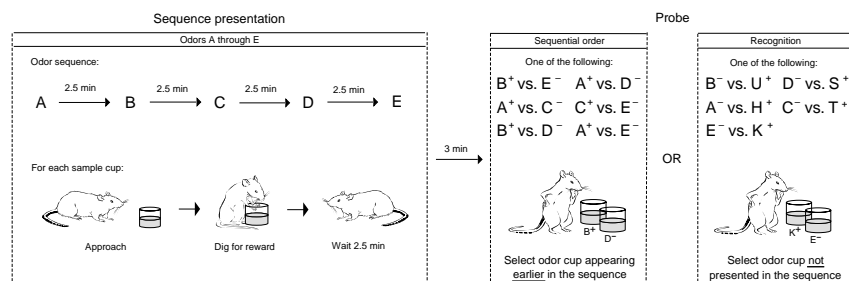 Sequence presentation
Odors A through E
Odor sequence:
2.5 min 2.5 min 2.5 min 2.5 min
A B C D E
For each sample cup:
Approach
Dig for reward
Wait 2.5 min
3 min
Probe
Sequential order
One of the following:
B⁺ vs. E⁻ A⁺ vs. D⁻
A⁺ vs. C⁻ C⁺ vs. E⁻
B⁺ vs. D⁻ A⁺ vs. E⁻
B⁺
D⁻
Select odor cup appearing
earlier in the sequence
OR
Recognition
One of the following:
B⁻ vs. U⁺ D⁻ vs. S⁺
A⁻ vs. H⁺ C⁻ vs. T⁺
E⁻ vs. K⁺
K⁺
E⁻
Select odor cup not
presented in the sequence